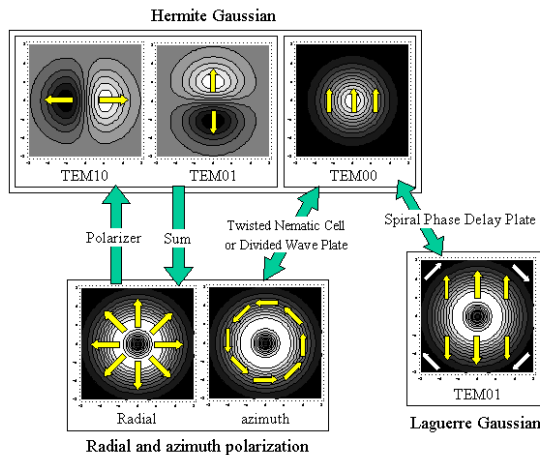 Hermite Gaussian
TEM10
TEM01
TEM00
Polarizer
Sum
Twisted Nematic Cell
or Divided Wave Plate
Spiral Phase Delay Plate
Radial
azimuth
TEM01
Radial and azimuth polarization
Laguerre Gaussian